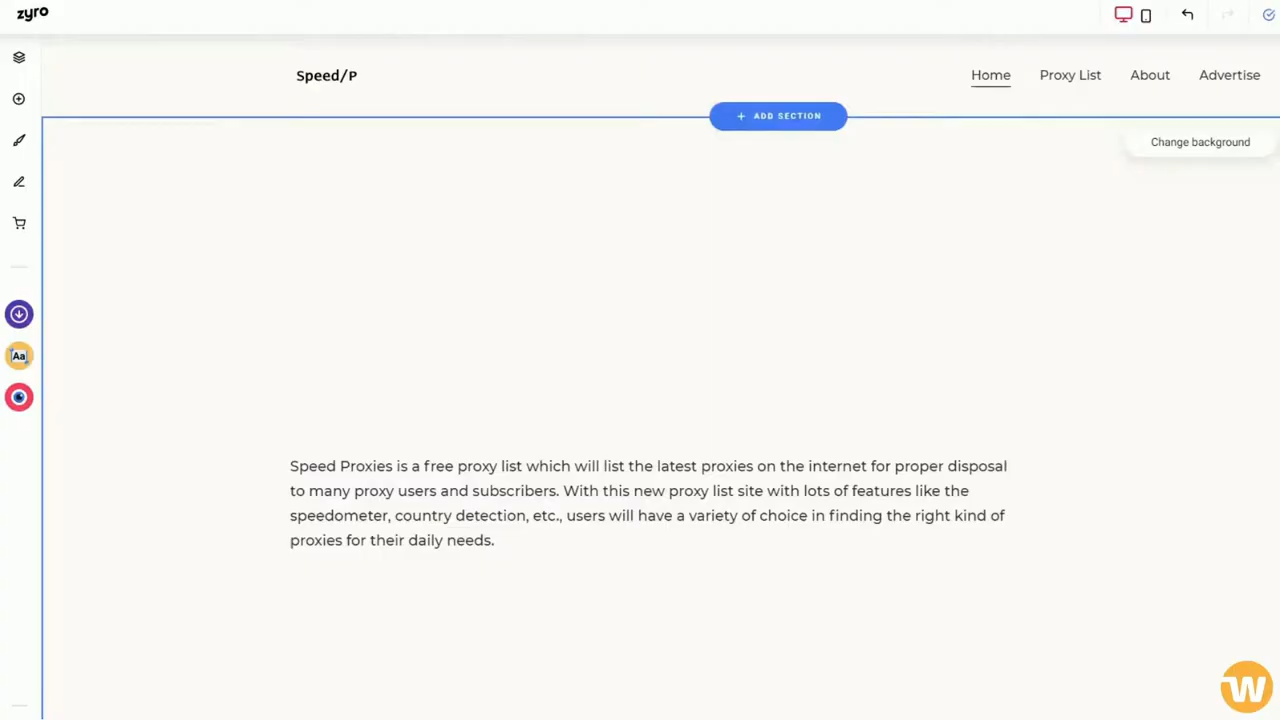 zyro
Speed/P
Home Proxy List About Advertise
+ ADD SECTION
Change background
Aa
Speed Proxies is a free proxy list which will list the latest proxies on the internet for proper disposal
to many proxy users and subscribers. With this new proxy list site with lots of features like the
speedometer, country detection, etc., users will have a variety of choice in finding the right kind of
proxies for their daily needs.
W